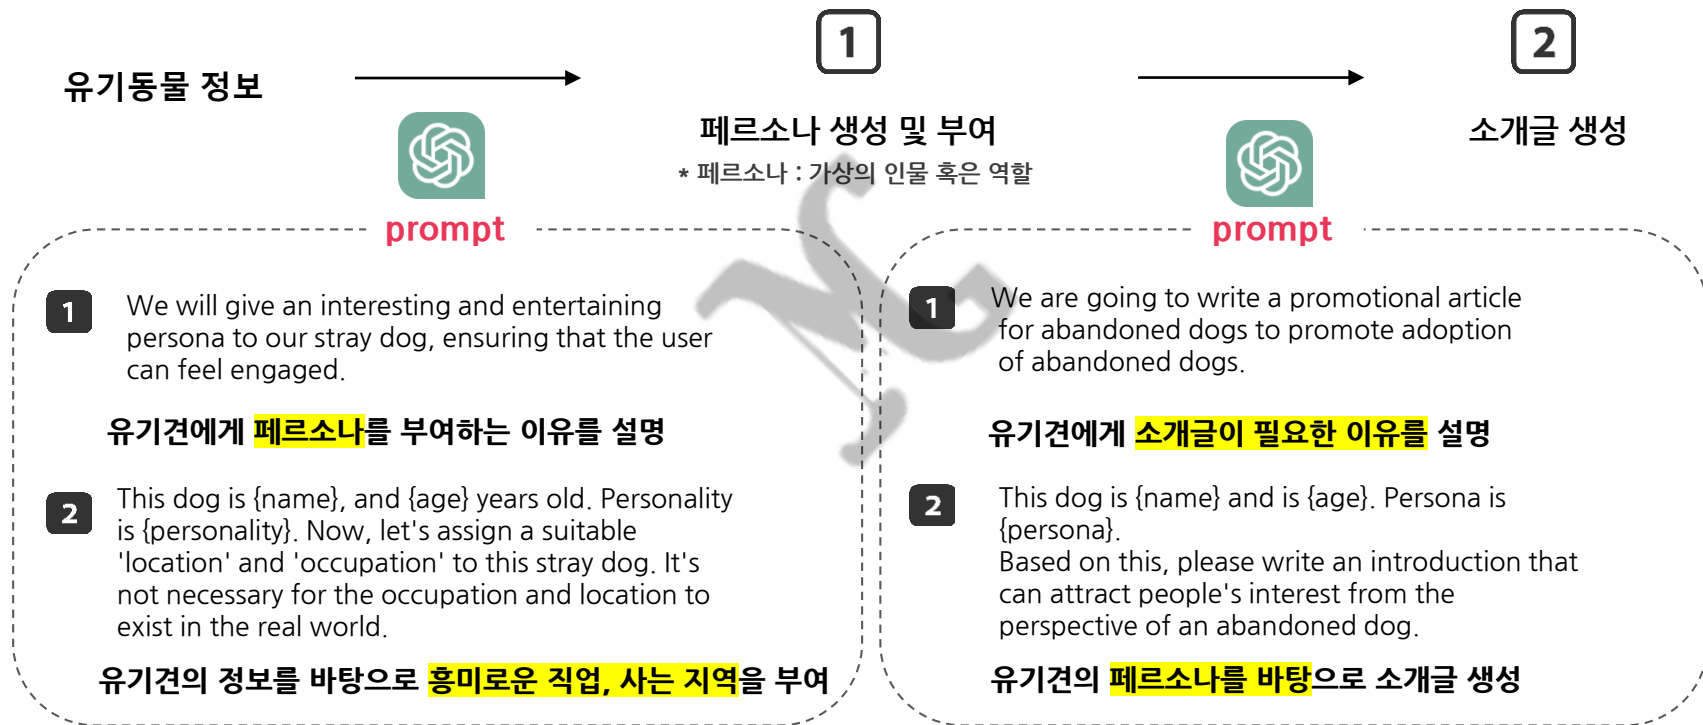 1
2
유기동물 정보
페르소나 생성 및 부여
소개글 생성
* 페르소나 : 가상의 인물 혹은 역할
prompt
1
We will give an interesting and entertaining
persona to our stray dog, ensuring that the user
can feel engaged.
유기견에게 페르소나를 부여하는 이유를 설명
2
This dog is {name}, and {age} years old. Personality
is {personality}. Now, let's assign a suitable
'location' and 'occupation' to this stray dog. It's
not necessary for the occupation and location to
exist in the real world.
유기견의 정보를 바탕으로 흥미로운 직업, 사는 지역을 부여
prompt
1
We are going to write a promotional article
for abandoned dogs to promote adoption
of abandoned dogs.
유기견에게 소개글이 필요한 이유를 설명
2
This dog is {name} and is {age}. Persona is
{persona}.
Based on this, please write an introduction that
can attract people's interest from the
perspective of an abandoned dog.
유기견의 페르소나를 바탕으로 소개글 생성